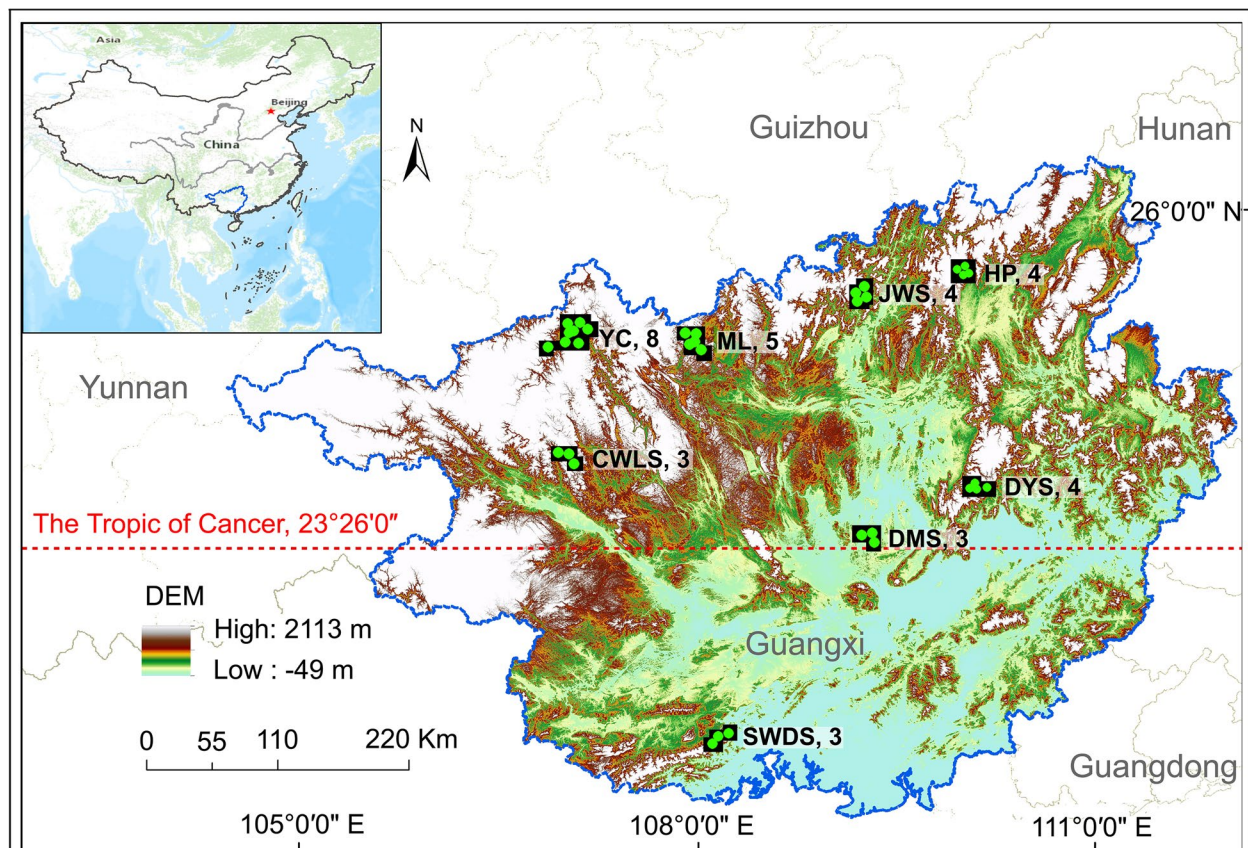 Asia
Beijing
China
N
Guizhou
Hunan
26°0'0" N
HP, 4
JWS, 4
YC, 8
ML, 5
Yunnan
CWLS, 3
DYS, 4
The Tropic of Cancer, 23°26'0″
DMS, 3
DEM
High: 2113 m
Low : -49 m
Guangxi
0 55 110 220 Km
SWDS, 3
Guangdong
105°0'0" E
108°0'0" E
111°0'0" E